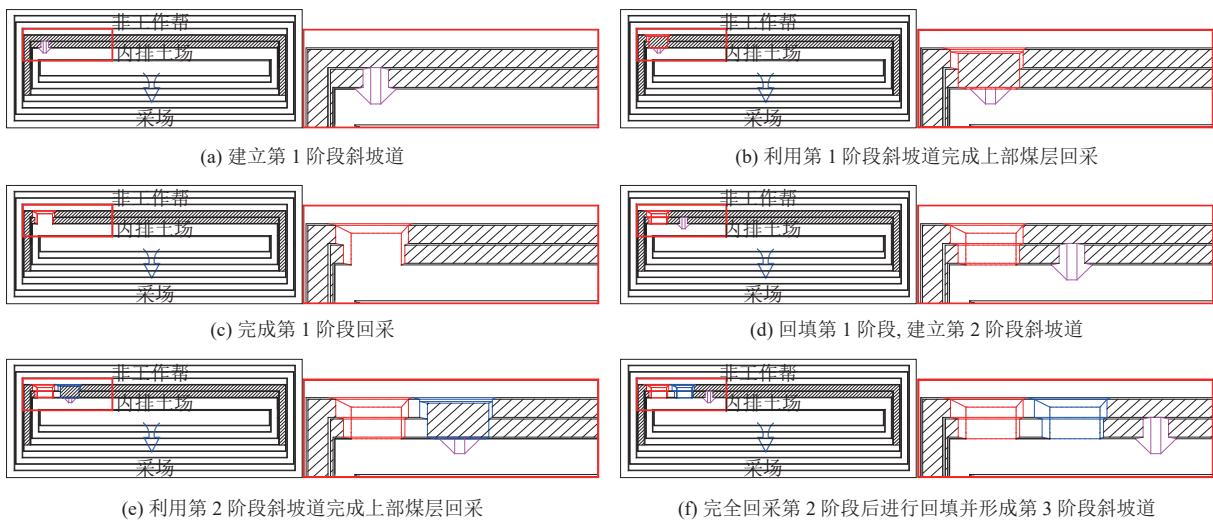 非工作帮
内排土场
采场
(a) 建立第 1 阶段斜坡道
非工作帮
内排土场
采场
(b) 利用第 1 阶段斜坡道完成上部煤层回采
非工作帮
内排土场
采场
(c) 完成第 1 阶段回采
非工作帮
内排土场
采场
(d) 回填第 1 阶段, 建立第 2 阶段斜坡道
非工作帮
内排土场
采场
(e) 利用第 2 阶段斜坡道完成上部煤层回采
非工作帮
内排土场
采场
(f) 完全回采第 2 阶段后进行回填并形成第 3 阶段斜坡道